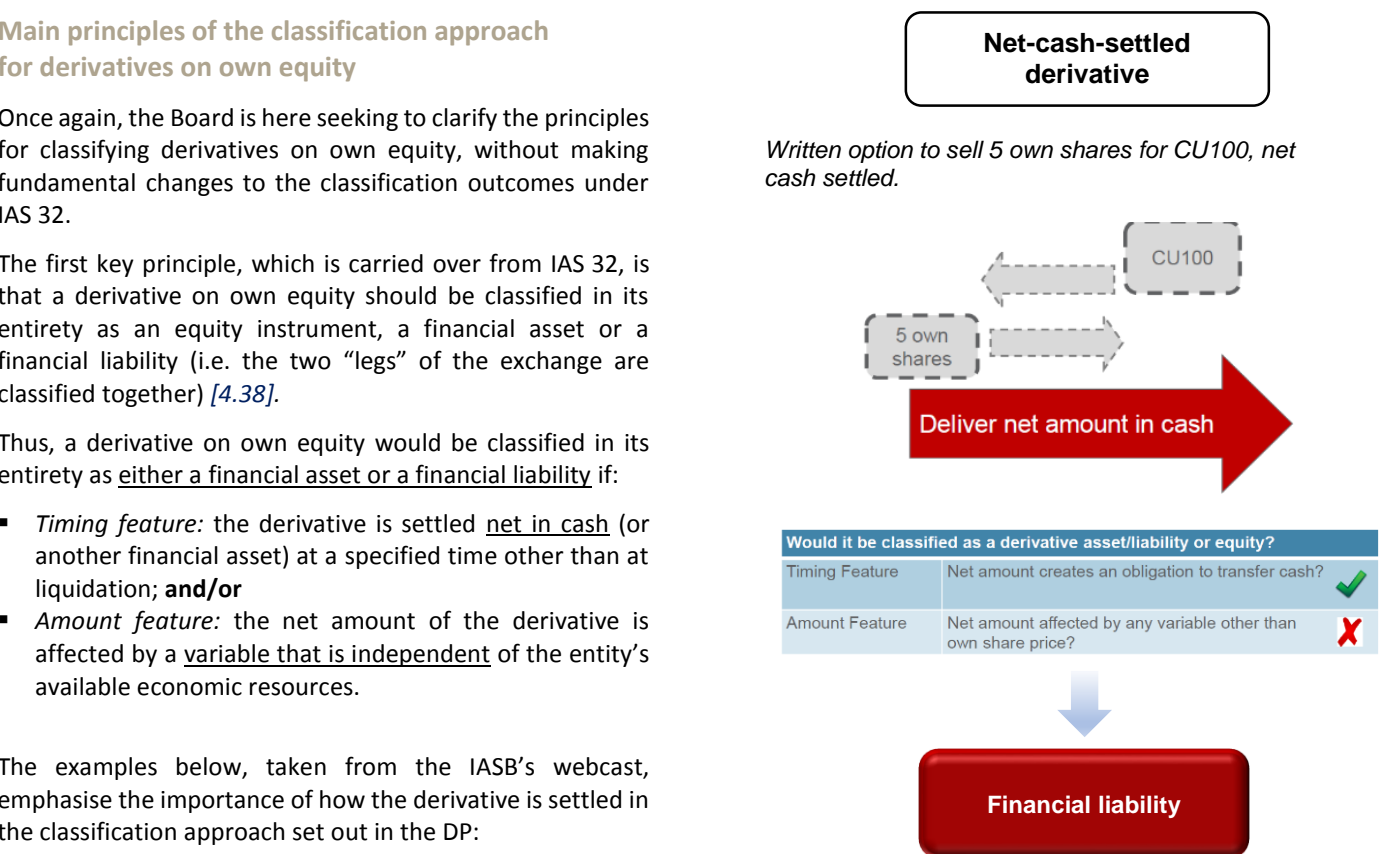 Main principles of the classification approach
for derivatives on own equity
Once again, the Board is here seeking to clarify the principles
for classifying derivatives on own equity, without making
fundamental changes to the classification outcomes under
IAS 32.
The first key principle, which is carried over from IAS 32, is
that a derivative on own equity should be classified in its
entirety as an equity instrument, a financial asset or a
financial liability (i.e. the two “legs” of the exchange are
classified together) [4.38].
Thus, a derivative on own equity would be classified in its
entirety as either a financial asset or a financial liability if:
▪ Timing feature: the derivative is settled net in cash (or
another financial asset) at a specified time other than at
liquidation; and/or
▪ Amount feature: the net amount of the derivative is
affected by a variable that is independent of the entity’s
available economic resources.
The examples below, taken from the IASB’s webcast,
emphasise the importance of how the derivative is settled in
the classification approach set out in the DP:
Net-cash-settled
derivative
Written option to sell 5 own shares for CU100, net
cash settled.
CU100
5 own
shares
Deliver net amount in cash
Would it be classified as a derivative asset/liability or equity?
Timing Feature Net amount creates an obligation to transfer cash?
Amount Feature Net amount affected by any variable other than
own share price?
Financial liability